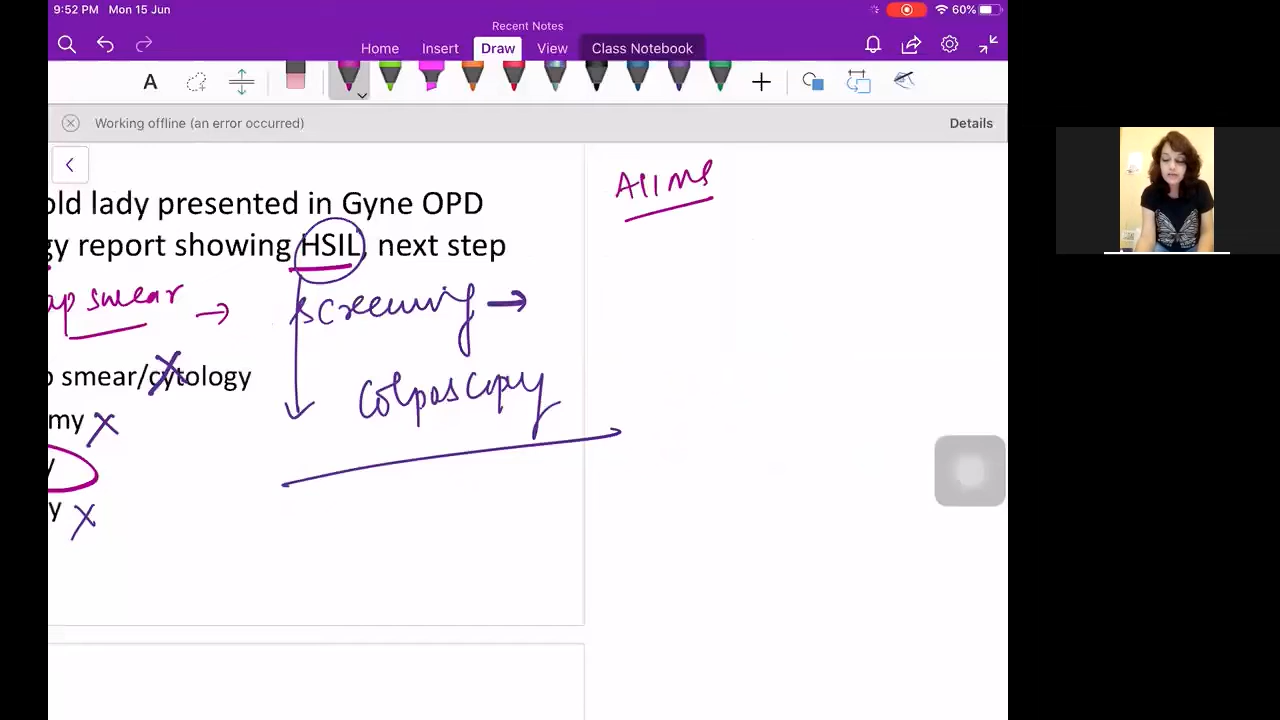 9:52 PM Mon 15 Jun
60%
Recent Notes
Home Insert Draw View Class Notebook
A
Working offline (an error occurred)
Details
old lady presented in Gyne OPD
gy report showing HSIL, next step
ap smear → screening →
p smear/cytology
Colposcopy
my X
y
y X
AIIMS